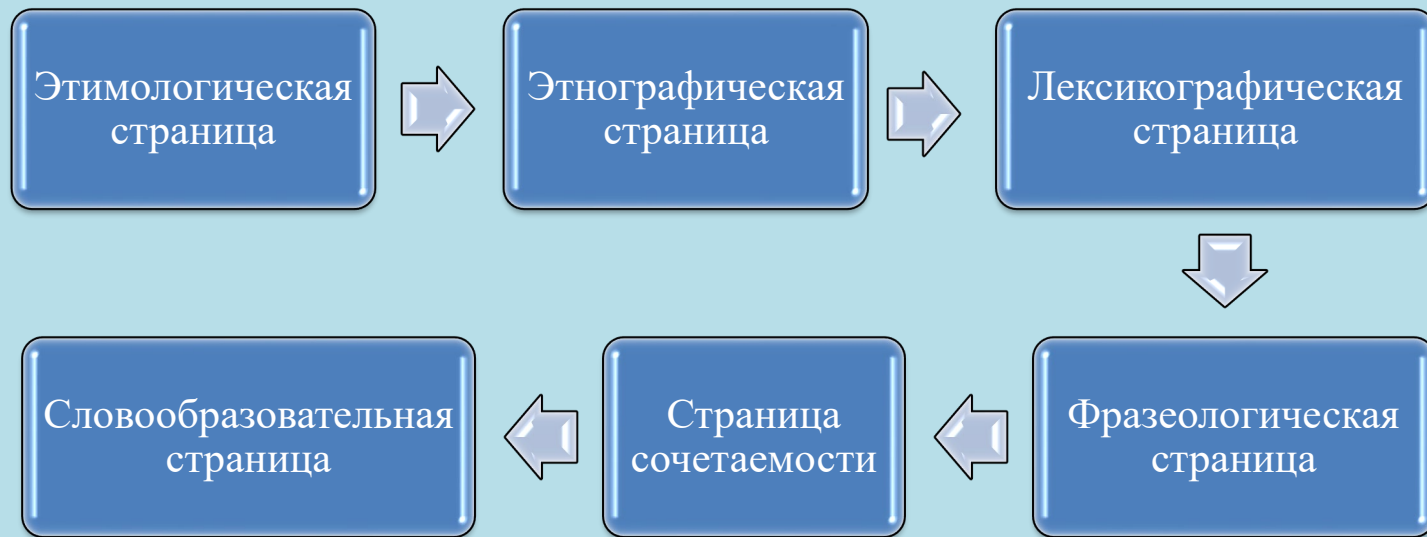 Этимологическая
страница
Этнографическая
страница
Лексикографическая
страница
Фразеологическая
страница
Страница
сочетаемости
Словообразовательная
страница